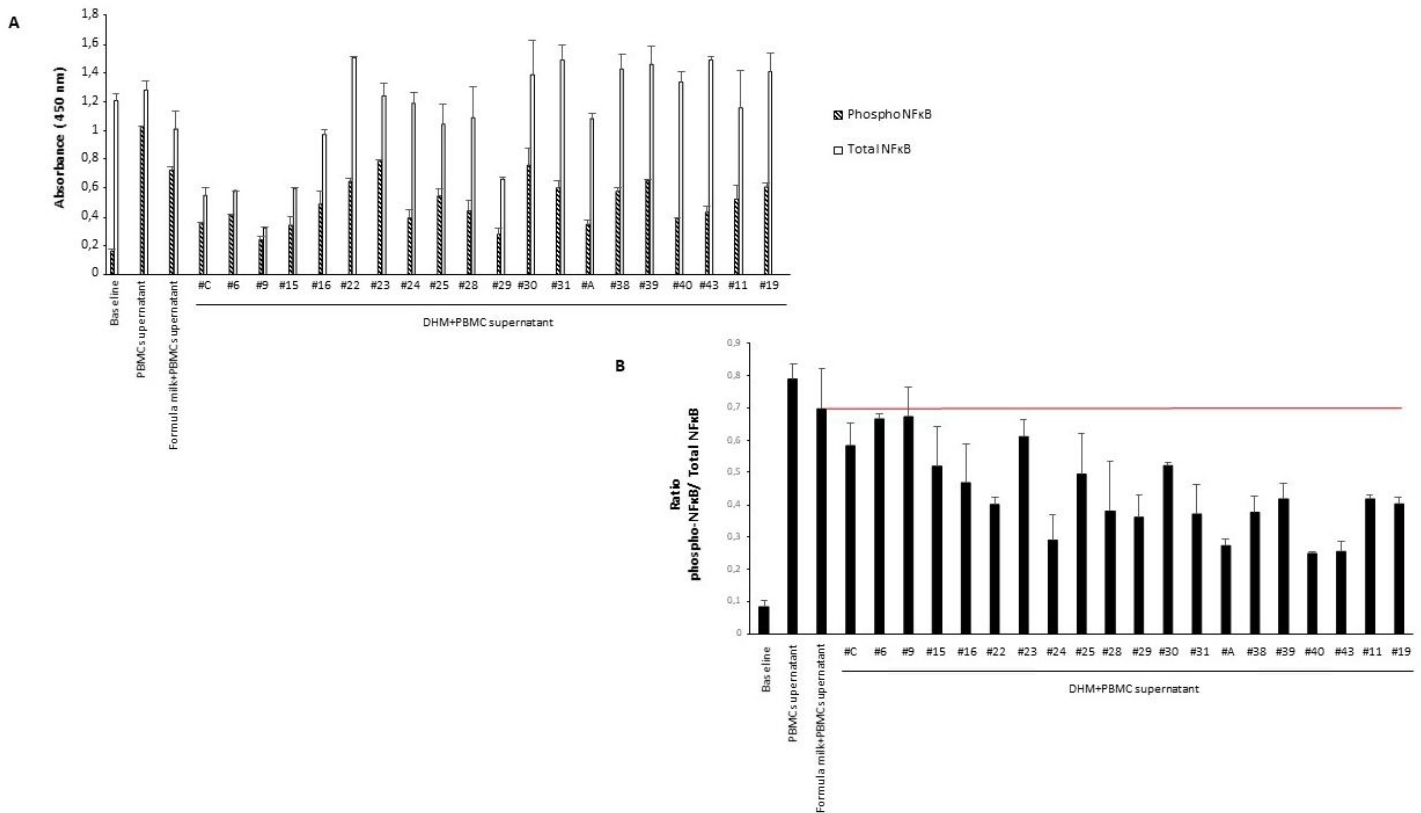 A
Absorbance (450 nm)
1,8
1,6
1,4
1,2
1
0,8
0,6
0,4
0,2
0
Phospho NFκB
Total NFκB
Baseline
PBMCs supernatant
Formula milk+PBMCs supernatant
#C #6 #9 #15 #16 #22 #23 #24 #25 #28 #29 #30 #31 #A #38 #39 #40 #43 #11 #19
DHM+PBMC supernatant
B
Ratio
phospho-NFκB/ Total NFκB
0,9
0,8
0,7
0,6
0,5
0,4
0,3
0,2
0,1
0
Baseline
PBMCs supernatant
Formula milk+PBMCs supernatant
#C #6 #9 #15 #16 #22 #23 #24 #25 #28 #29 #30 #31 #A #38 #39 #40 #43 #11 #19
DHM+PBMC supernatant